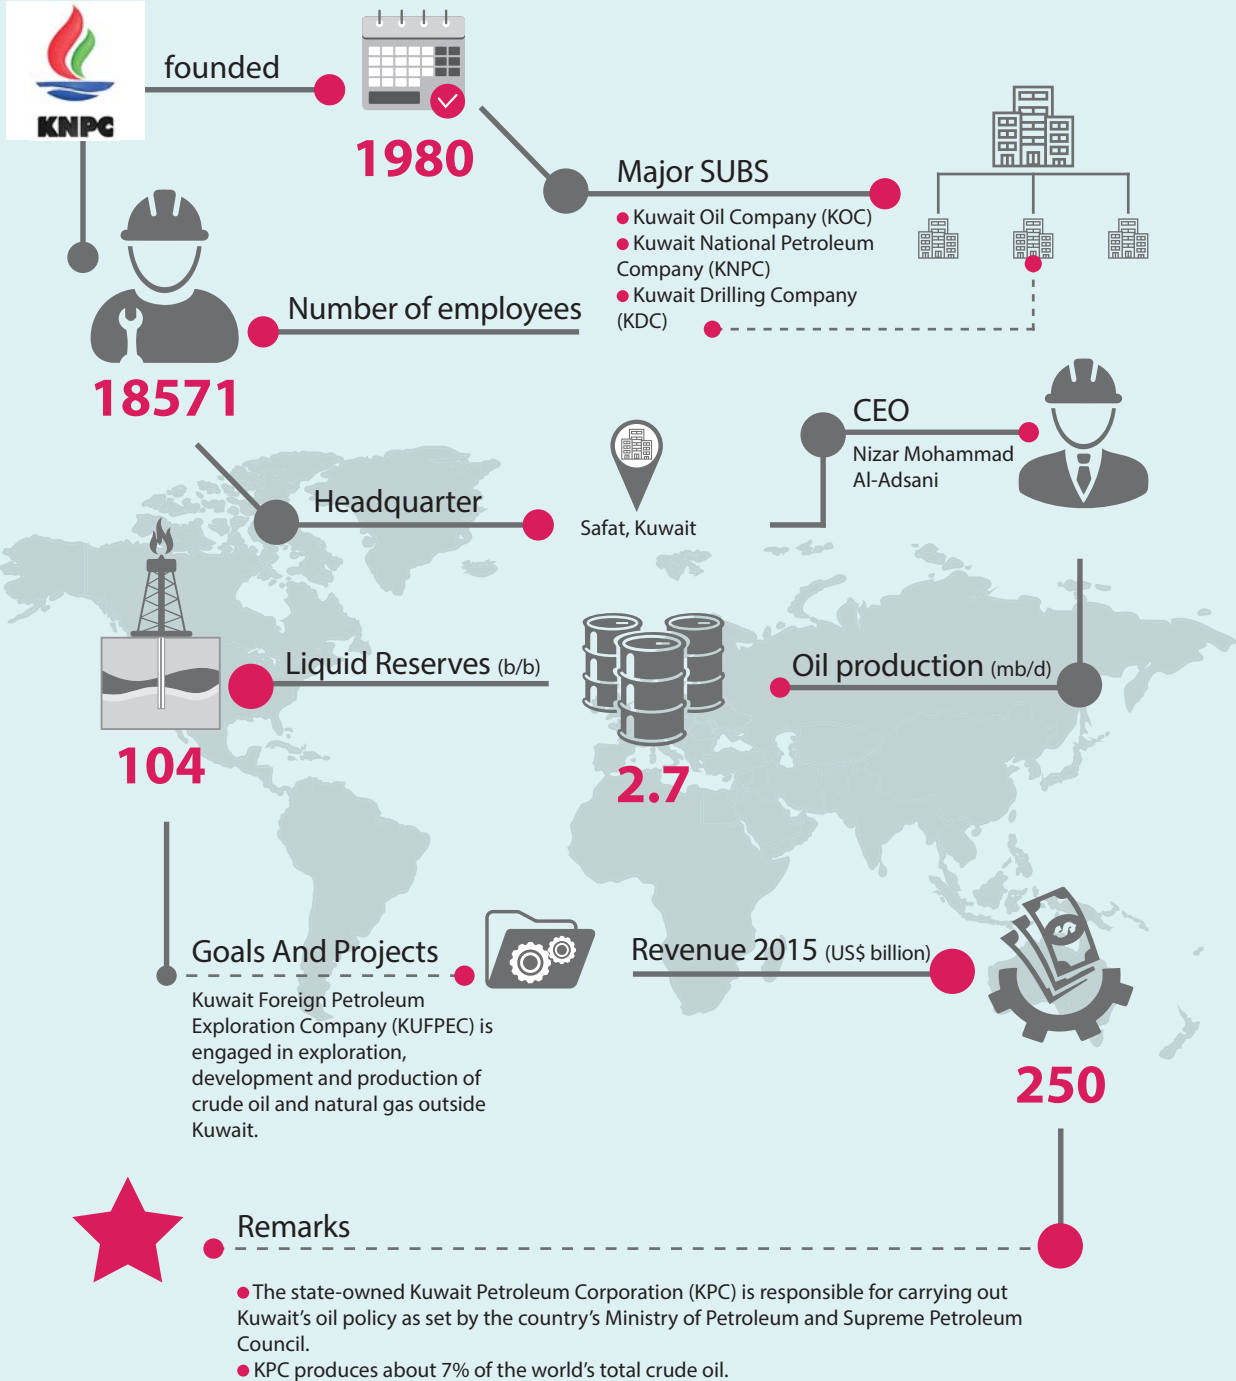 KNPC
founded
1980
Major SUBS
● Kuwait Oil Company (KOC)
● Kuwait National Petroleum
Company (KNPC)
● Kuwait Drilling Company
(KDC)
Number of employees
18571
CEO
Nizar Mohammad
Al-Adsani
Headquarter
Safat, Kuwait
Liquid Reserves (b/b)
104
Oil production (mb/d)
2.7
Goals And Projects
Kuwait Foreign Petroleum
Exploration Company (KUFPEC) is
engaged in exploration,
development and production of
crude oil and natural gas outside
Kuwait.
Revenue 2015 (US$ billion)
$
250
Remarks
● The state-owned Kuwait Petroleum Corporation (KPC) is responsible for carrying out
Kuwait’s oil policy as set by the country’s Ministry of Petroleum and Supreme Petroleum
Council.
● KPC produces about 7% of the world’s total crude oil.